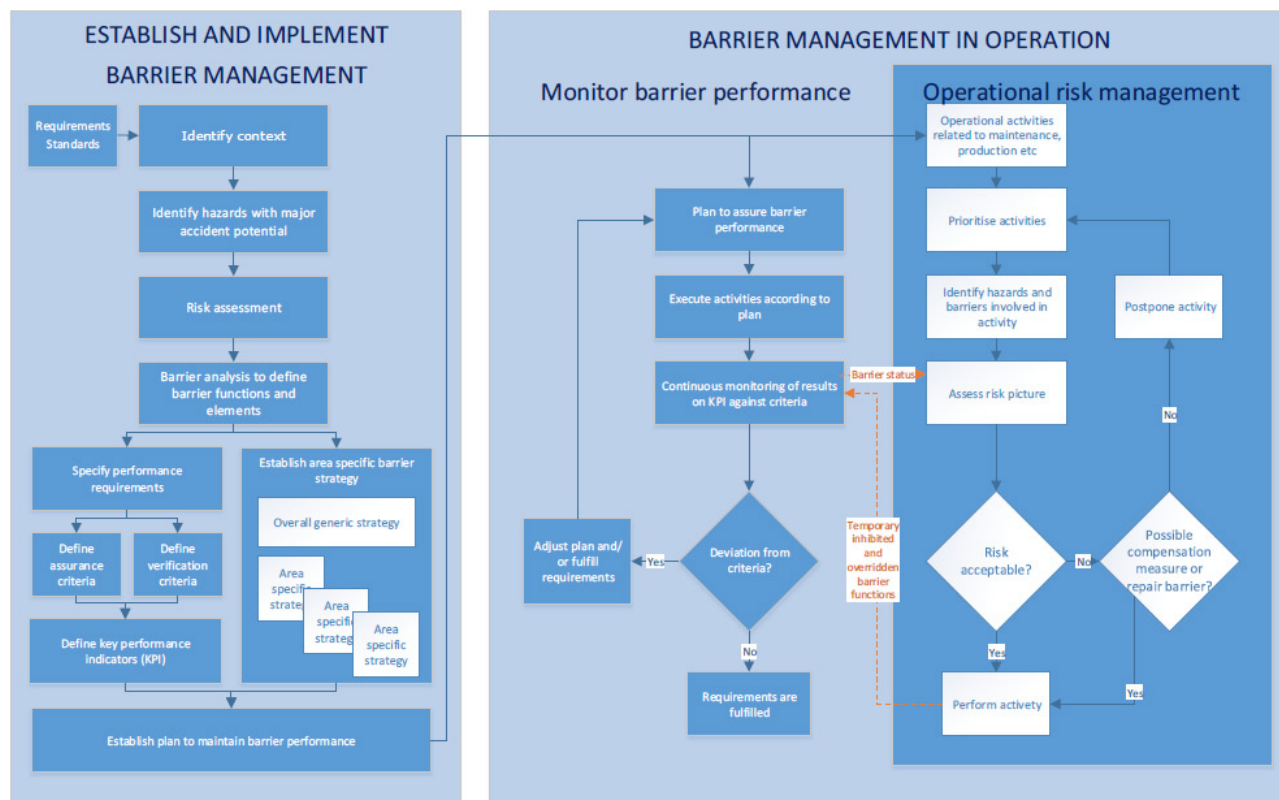 ESTABLISH AND IMPLEMENT
BARRIER MANAGEMENT
Requirements
Standards
Identify context
Identify hazards with major
accident potential
Risk assessment
Barrier analysis to define
barrier functions and
elements
Specify performance
requirements
Define
assurance
criteria
Define
verification
criteria
Define key performance
indicators (KPI)
Establish area specific barrier
strategy
Overall generic strategy
Area
specific
strategy
Area
specific
strategy
Area
specific
strategy
Establish plan to maintain barrier performance
BARRIER MANAGEMENT IN OPERATION
Monitor barrier performance
Plan to assure barrier
performance
Execute activities according to
plan
Continuous monitoring of results
on KPI against criteria
Barrier status
Deviation from
criteria?
Yes
Adjust plan and/
or fulfill
requirements
No
Requirements are
fulfilled
Temporary
inhibited
and
overridden
barrier
functions
Operational risk management
Operational activities
related to maintenance,
production etc
Prioritise activities
Identify hazards and
barriers involved in
activity
Assess risk picture
Risk
acceptable?
No
Possible
compensation
measure or
repair barrier?
No
Postpone activity
Yes
Yes
Perform activety